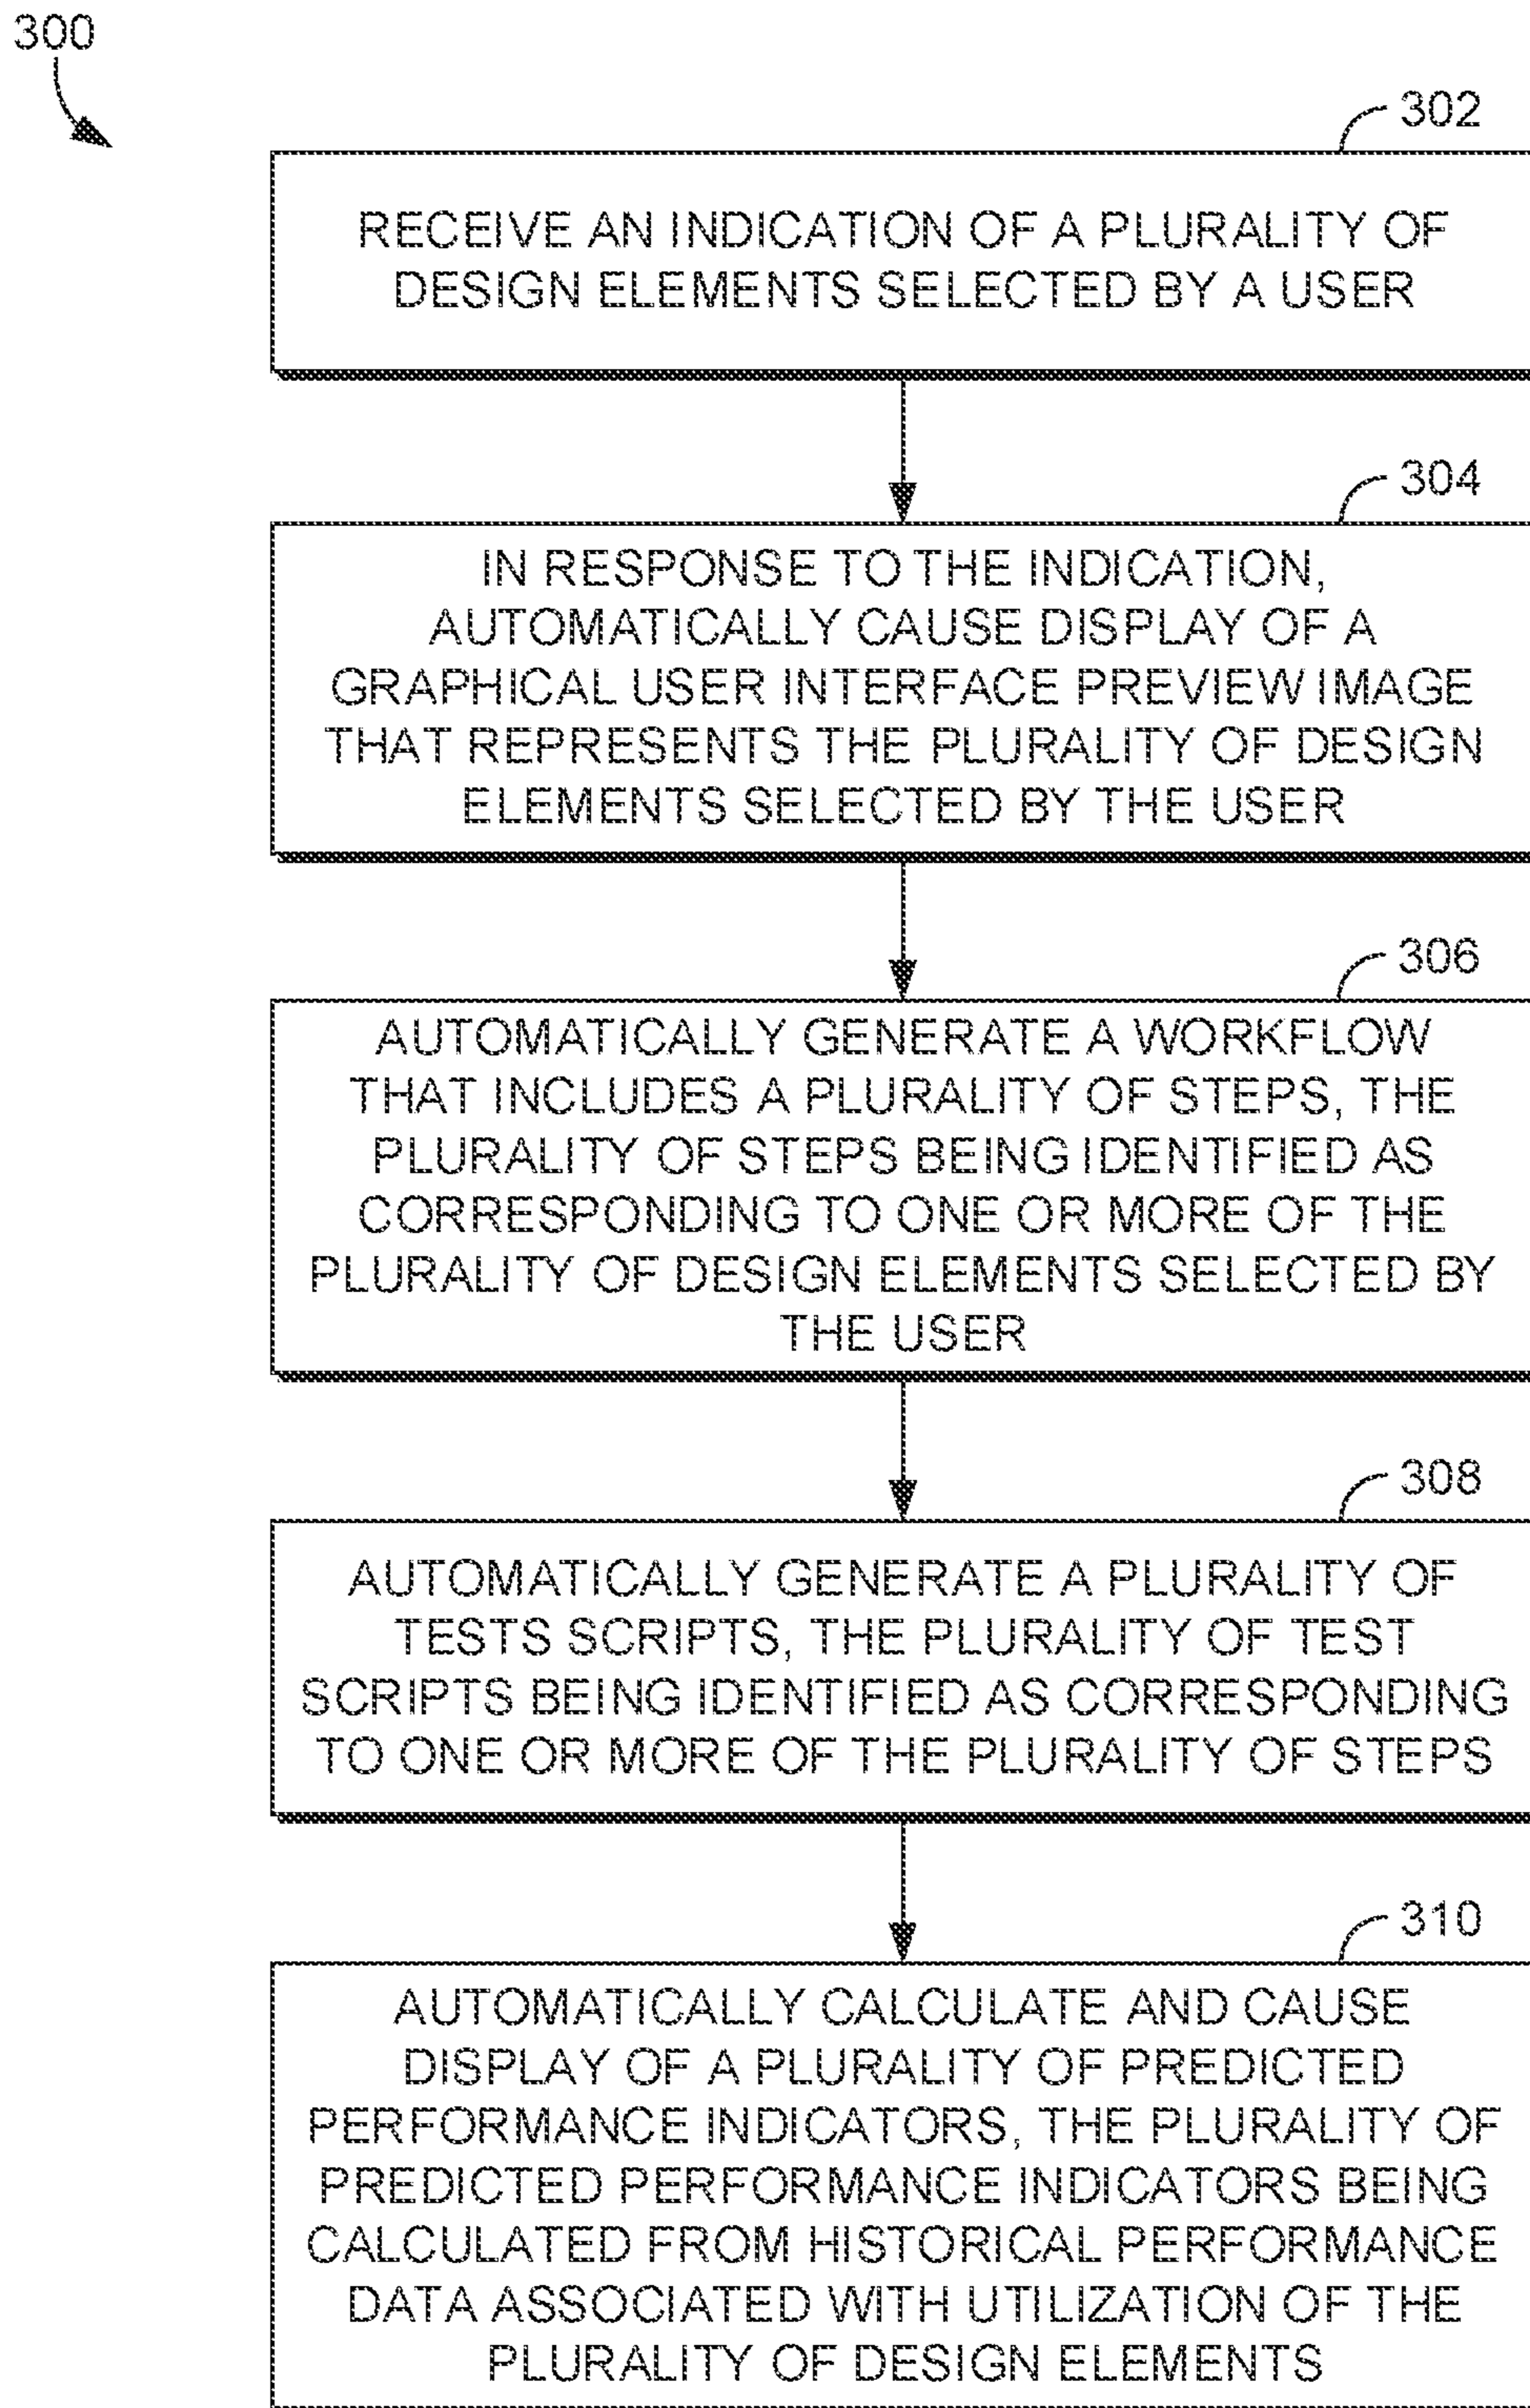 300
302
RECEIVE AN INDICATION OF A PLURALITY OF
DESIGN ELEMENTS SELECTED BY A USER
304
IN RESPONSE TO THE INDICATION,
AUTOMATICALLY CAUSE DISPLAY OF A
GRAPHICAL USER INTERFACE PREVIEW IMAGE
THAT REPRESENTS THE PLURALITY OF DESIGN
ELEMENTS SELECTED BY THE USER
306
AUTOMATICALLY GENERATE A WORKFLOW
THAT INCLUDES A PLURALITY OF STEPS, THE
PLURALITY OF STEPS BEING IDENTIFIED AS
CORRESPONDING TO ONE OR MORE OF THE
PLURALITY OF DESIGN ELEMENTS SELECTED BY
THE USER
308
AUTOMATICALLY GENERATE A PLURALITY OF
TESTS SCRIPTS, THE PLURALITY OF TEST
SCRIPTS BEING IDENTIFIED AS CORRESPONDING
TO ONE OR MORE OF THE PLURALITY OF STEPS
310
AUTOMATICALLY CALCULATE AND CAUSE
DISPLAY OF A PLURALITY OF PREDICTED
PERFORMANCE INDICATORS, THE PLURALITY OF
PREDICTED PERFORMANCE INDICATORS BEING
CALCULATED FROM HISTORICAL PERFORMANCE
DATA ASSOCIATED WITH UTILIZATION OF THE
PLURALITY OF DESIGN ELEMENTS